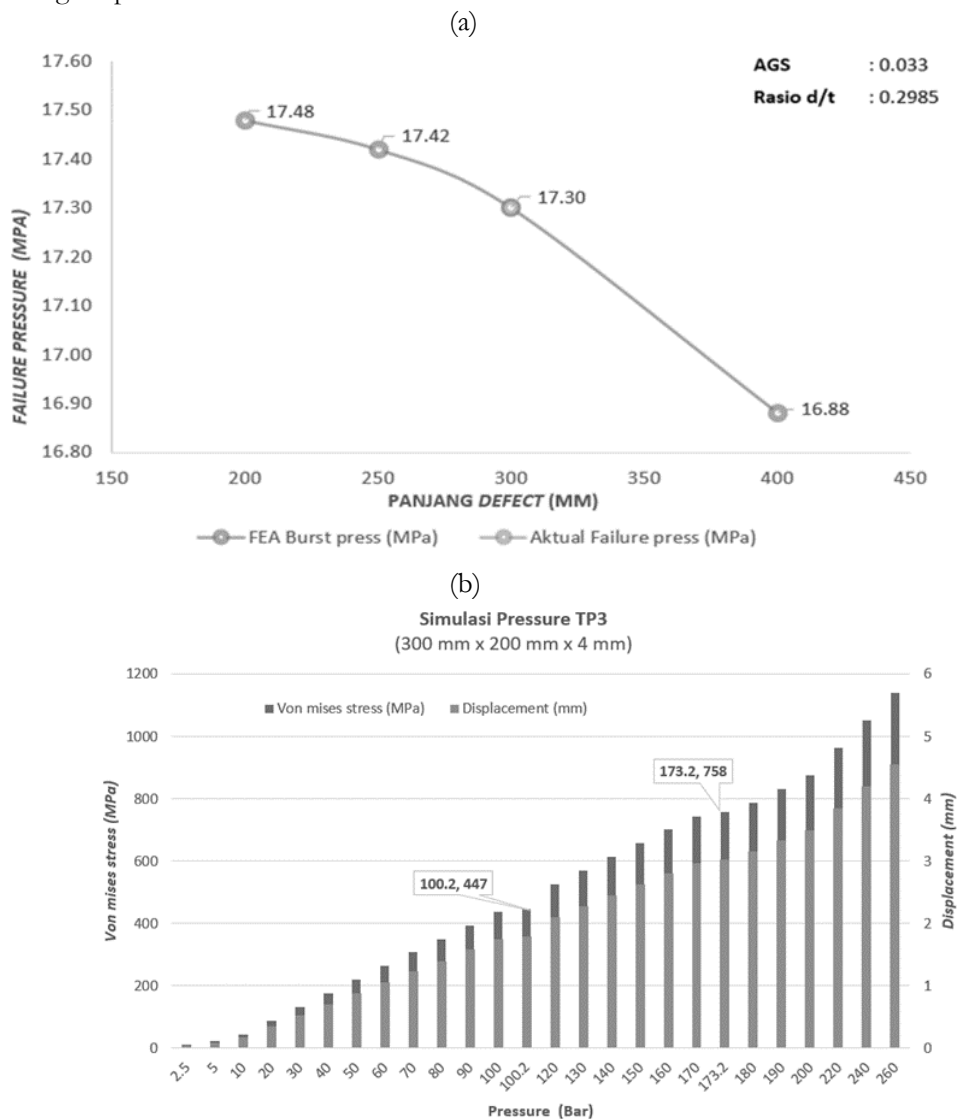 (a)
17.60
17.50
17.40
17.30
17.20
17.10
17.00
16.90
16.80
FAILURE PRESSURE (MPA)
AGS : 0.033
Rasio d/t : 0.2985
17.48
17.42
17.30
16.88
150 200 250 300 350 400 450
PANJANG DEFECT (MM)
FEA Burst press (MPa) Aktual Failure press (MPa)
(b)
Simulasi Pressure TP3
(300 mm x 200 mm x 4 mm)
Von mises stress (MPa) Displacement (mm)
1200
1000
800
600
400
200
0
Von mises stress (MPa)
173.2, 758
100.2, 447
6
5
4
3
2
1
0
Displacement (mm)
2.5 5 10 20 30 40 50 60 70 80 90 100 100.2 120 130 140 150 160 170 173.2 180 190 200 220 240 260
Pressure (Bar)